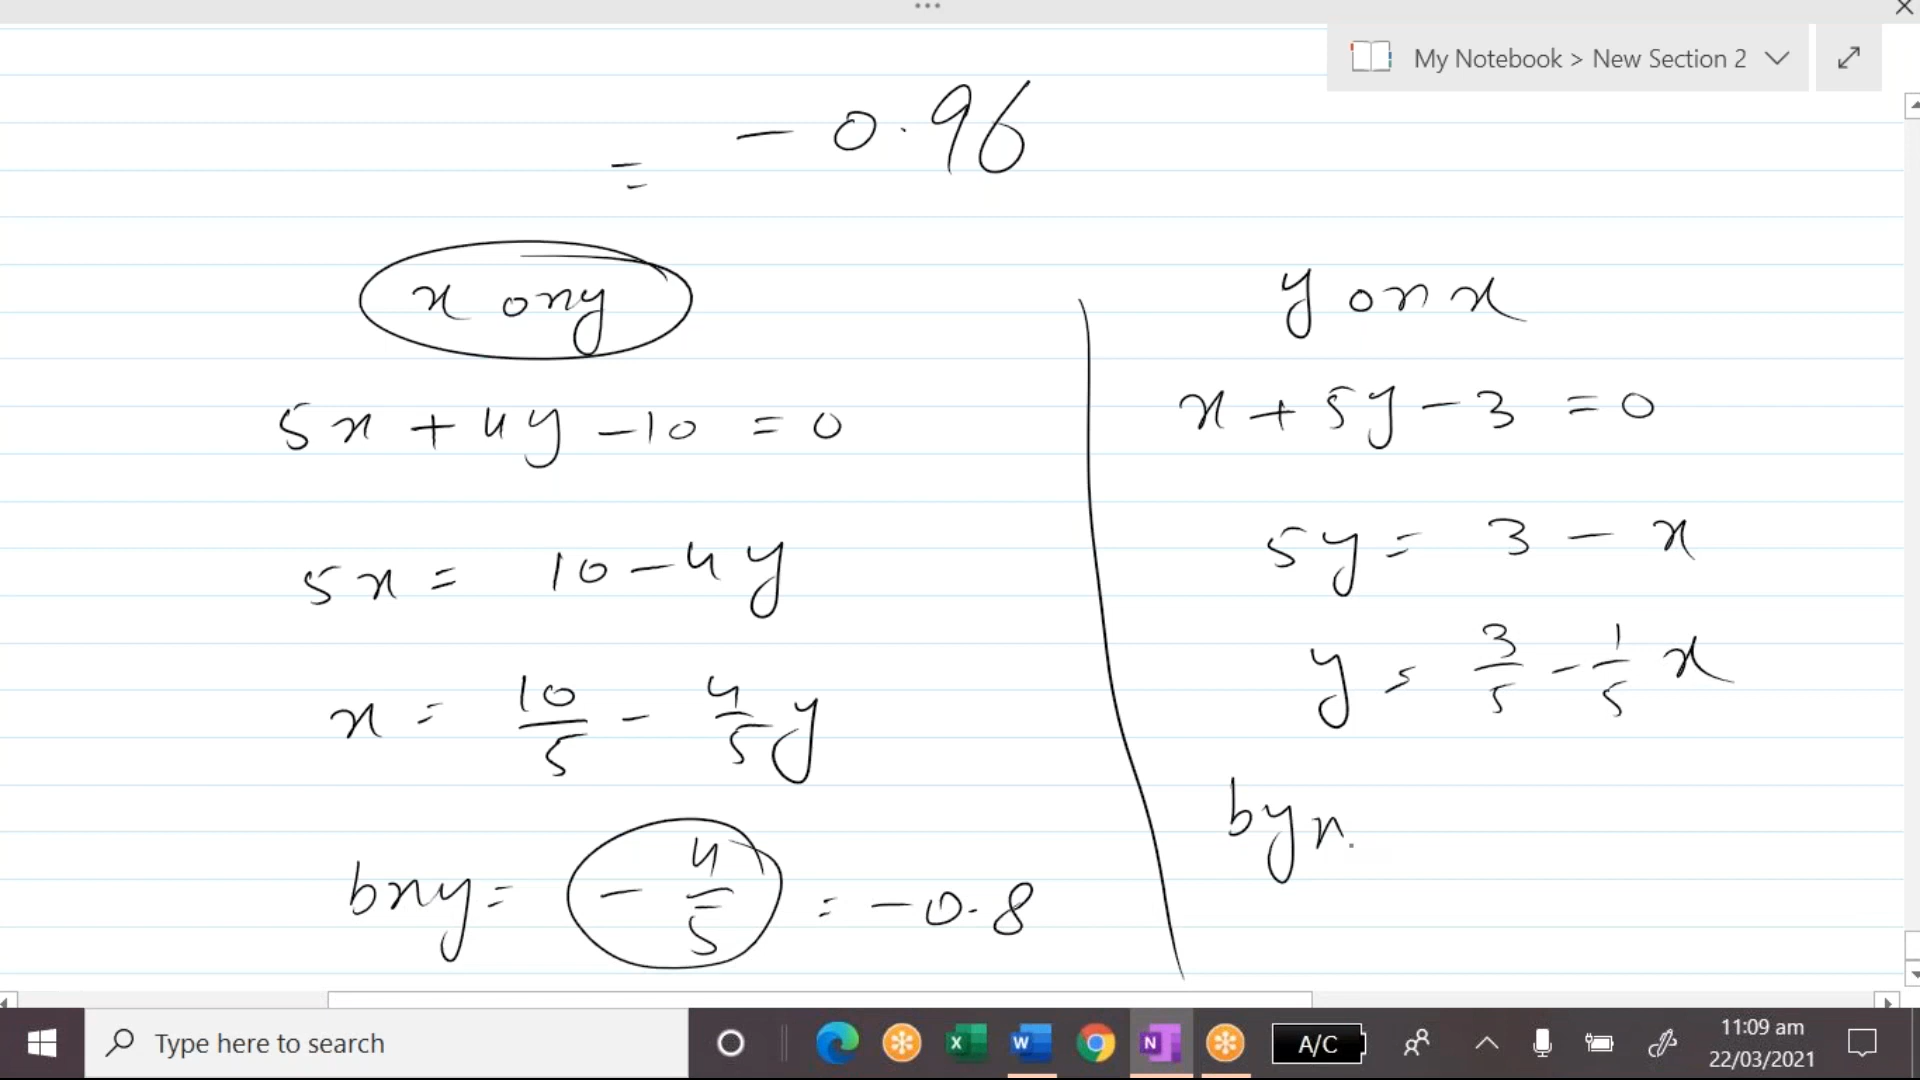 My Notebook > New Section 2
= - 0.96
x on y
5x + 4y - 10 = 0
5x = 10 - 4y
x = 10/5 - 4/5 y
bxy = - 4/5 = - 0.8
y on x
x + 5y - 3 = 0
5y = 3 - x
y = 3/5 - 1/5 x
byx
Type here to search
A/C
11:09 am
22/03/2021